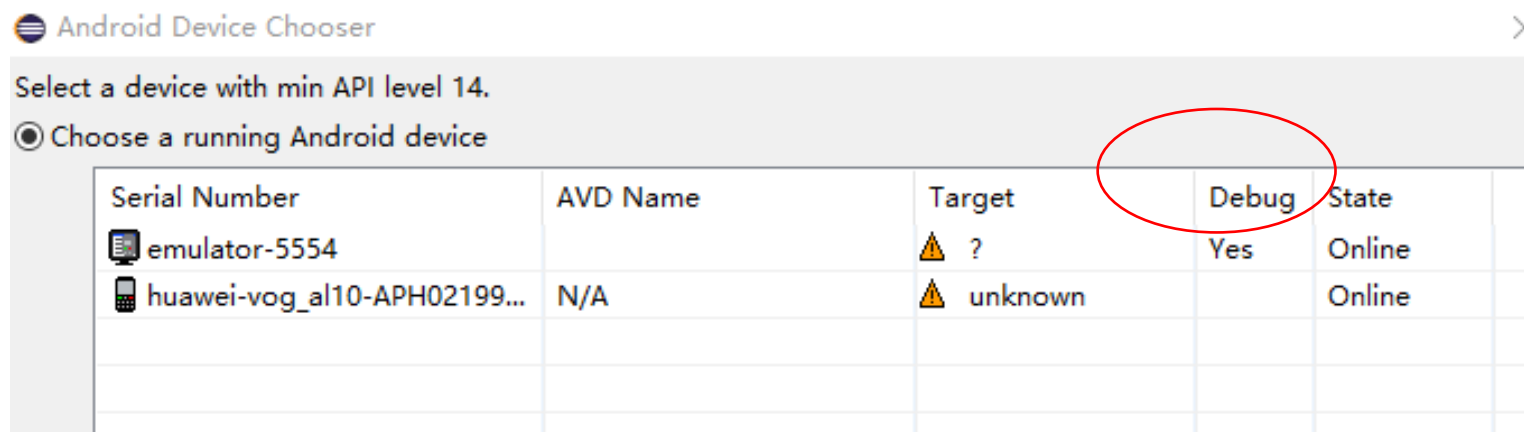 Android Device Chooser
Select a device with min API level 14.
Choose a running Android device
Serial Number AVD Name Target Debug State
emulator-5554 ? Yes Online
huawei-vog_al10-APH02199... N/A unknown Online